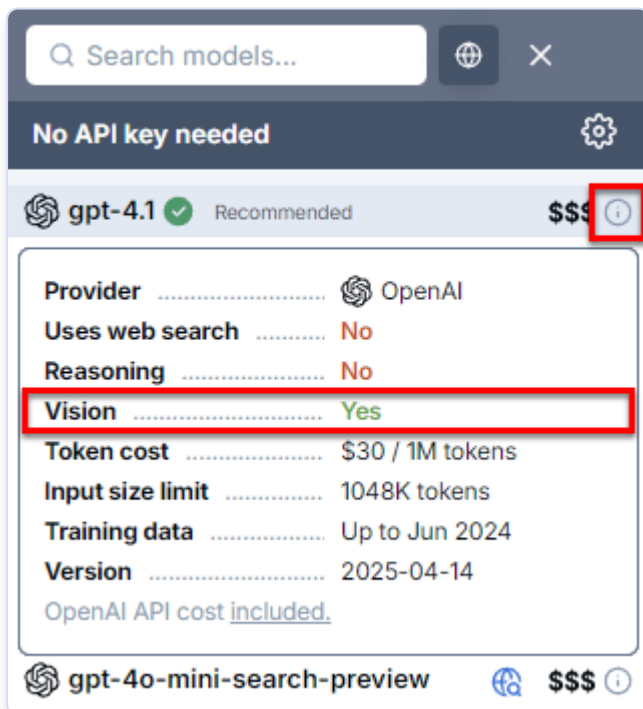 Search models...
No API key needed
gpt-4.1 Recommended $$$
Provider ............................ OpenAI
Uses web search ............ No
Reasoning ...................... No
Vision .............................. Yes
Token cost ...................... $30 / 1M tokens
Input size limit ................ 1048K tokens
Training data .................. Up to Jun 2024
Version ............................ 2025-04-14
OpenAI API cost included.
gpt-4o-mini-search-preview $$$